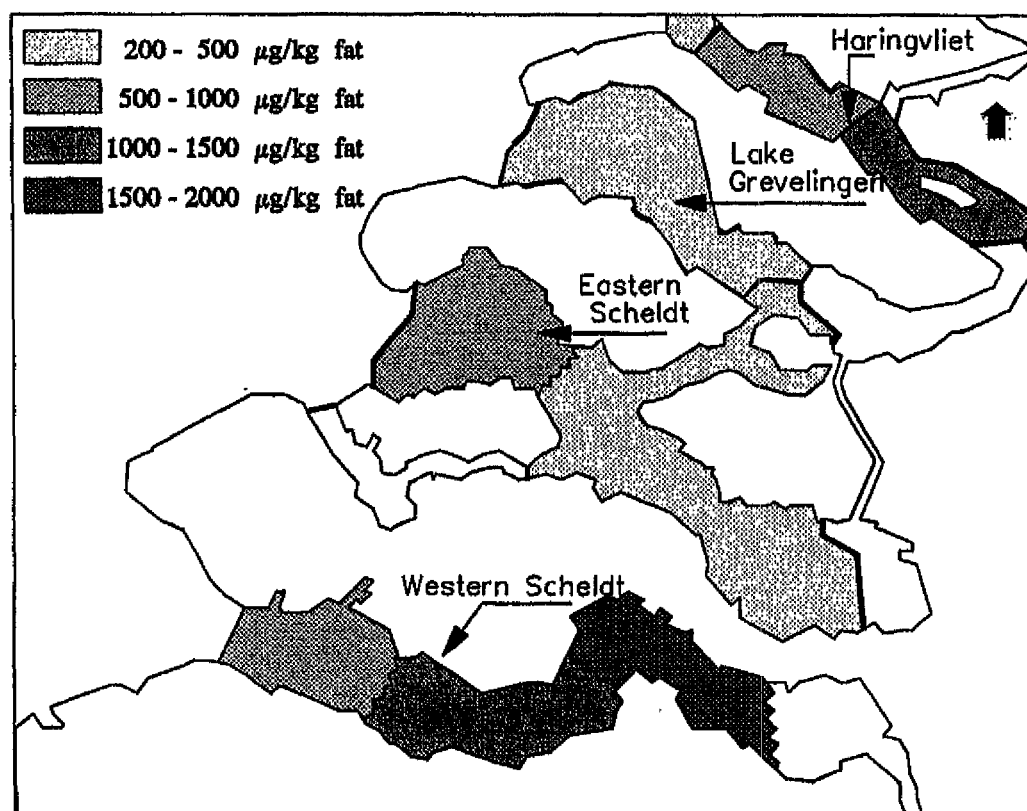 200 - 500 µg/kg fat
500 - 1000 µg/kg fat
1000 - 1500 µg/kg fat
1500 - 2000 µg/kg fat
Haringvliet
Lake
Grevelingen
Eastern
Scheldt
Western Scheldt